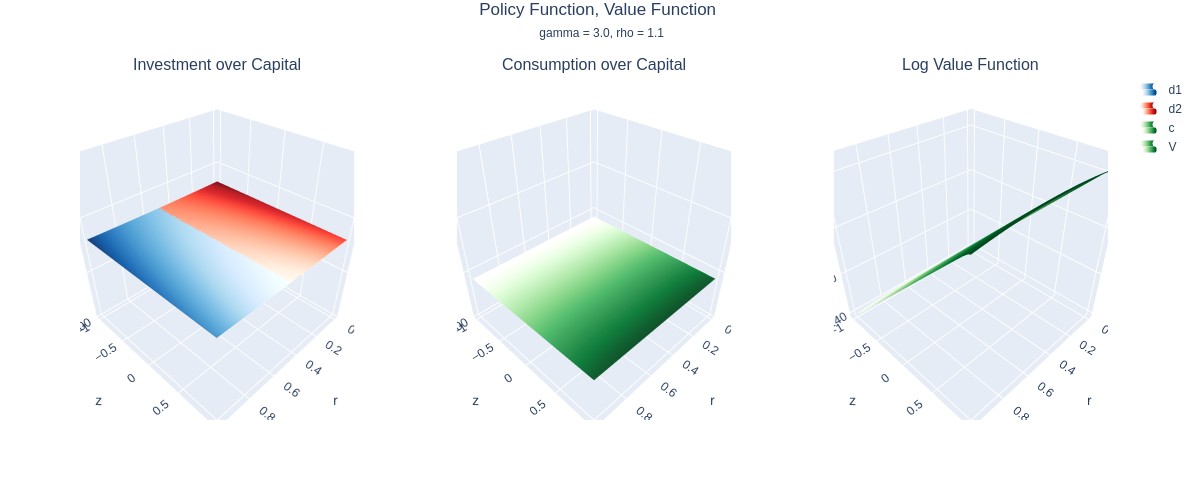 Policy Function, Value Function
gamma = 3.0, rho = 1.1
Investment over Capital
Consumption over Capital
Log Value Function
d1
d2
c
V
−1
−0.5
0
0.5
z
0
0.2
0.4
0.6
0.8
r
−1
−0.5
0
0.5
z
0
0.2
0.4
0.6
0.8
r
−1
−0.5
0
0.5
z
0
0.2
0.4
0.6
0.8
r